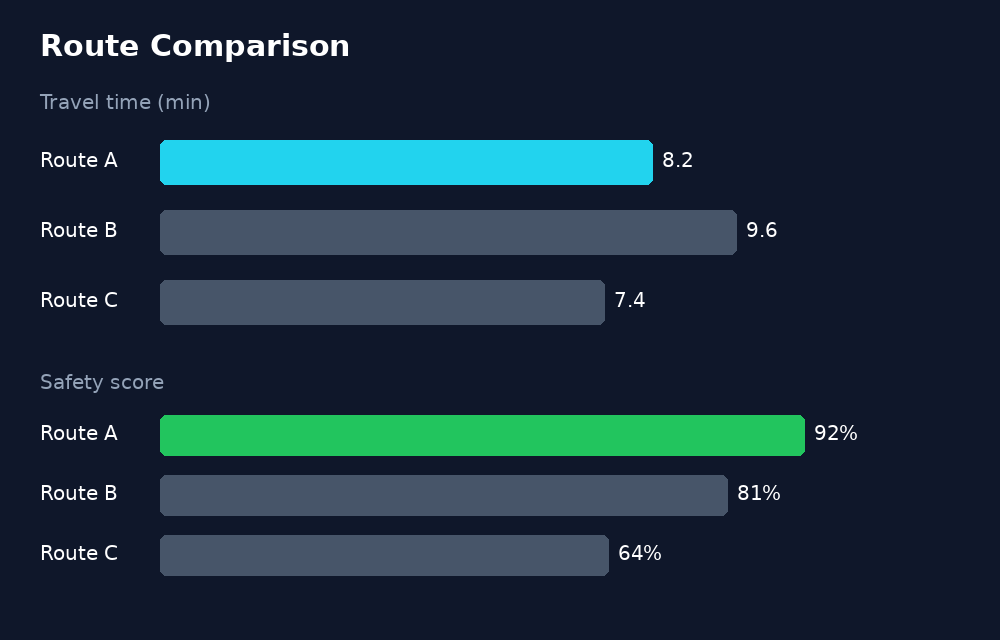 Route Comparison
Travel time (min)
Route A 8.2
Route B 9.6
Route C 7.4
Safety score
Route A 92%
Route B 81%
Route C 64%